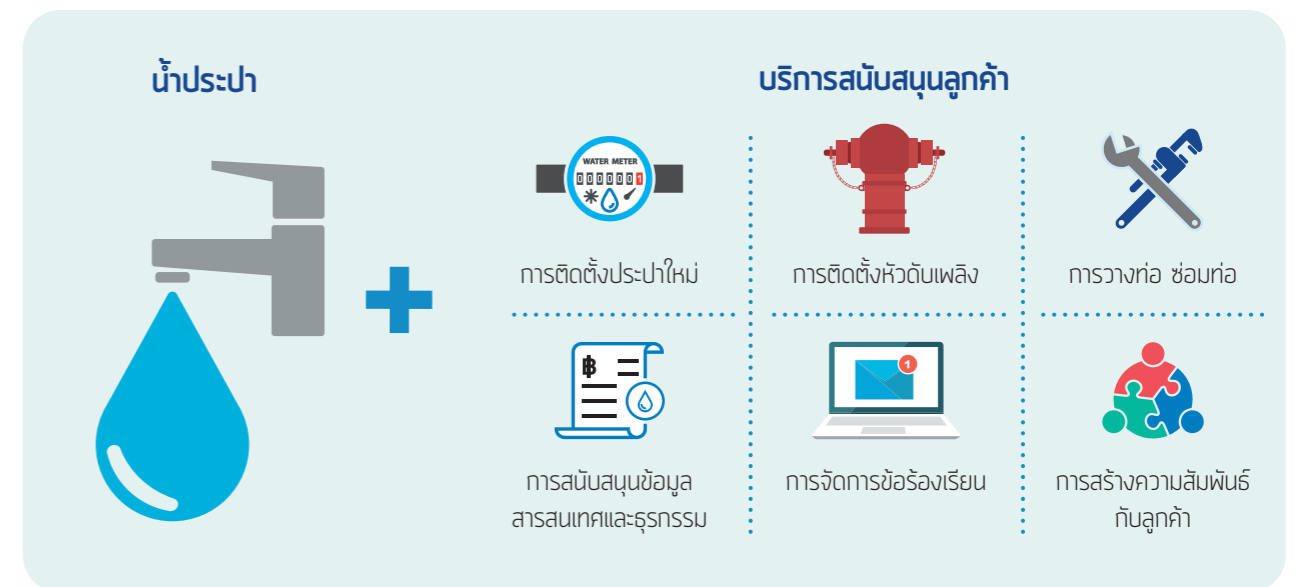 น้ำประปา
บริการสนับสนุนลูกค้า
WATER METER
0000001
การติดตั้งประปาใหม่
การติดตั้งหัวดับเพลิง
การวางท่อ ซ่อมท่อ
฿
1
การสนับสนุนข้อมูล
สารสนเทศและธุรกรรม
การจัดการข้อร้องเรียน
การสร้างความสัมพันธ์
กับลูกค้า